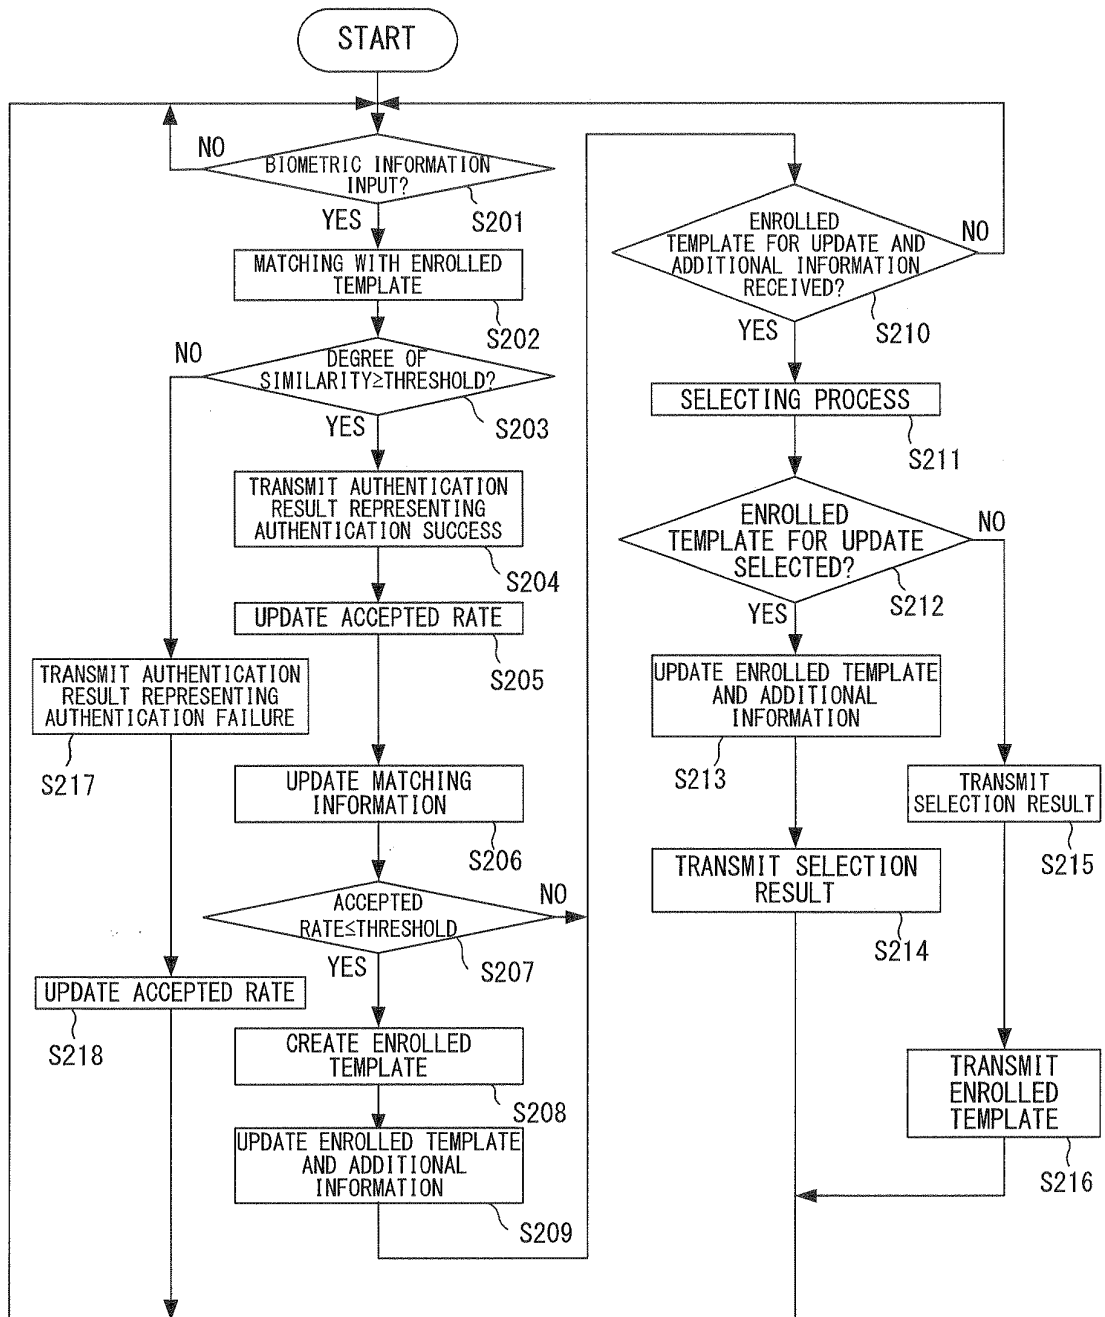 START
NO
BIOMETRIC INFORMATION
INPUT?
S201
YES
MATCHING WITH ENROLLED
TEMPLATE
S202
NO
DEGREE OF
SIMILARITY≥THRESHOLD?
S203
YES
TRANSMIT AUTHENTICATION
RESULT REPRESENTING
AUTHENTICATION SUCCESS
S204
UPDATE ACCEPTED RATE
S205
TRANSMIT AUTHENTICATION
RESULT REPRESENTING
AUTHENTICATION FAILURE
S217
UPDATE MATCHING
INFORMATION
S206
ACCEPTED
RATE≤THRESHOLD
NO
S207
YES
UPDATE ACCEPTED RATE
S218
CREATE ENROLLED
TEMPLATE
S208
UPDATE ENROLLED TEMPLATE
AND ADDITIONAL
INFORMATION
S209
ENROLLED
TEMPLATE FOR UPDATE AND
ADDITIONAL INFORMATION
RECEIVED?
NO
S210
YES
SELECTING PROCESS
S211
ENROLLED
TEMPLATE FOR UPDATE
SELECTED?
NO
S212
YES
UPDATE ENROLLED TEMPLATE
AND ADDITIONAL
INFORMATION
S213
TRANSMIT SELECTION
RESULT
S214
TRANSMIT
SELECTION RESULT
S215
TRANSMIT
ENROLLED
TEMPLATE
S216